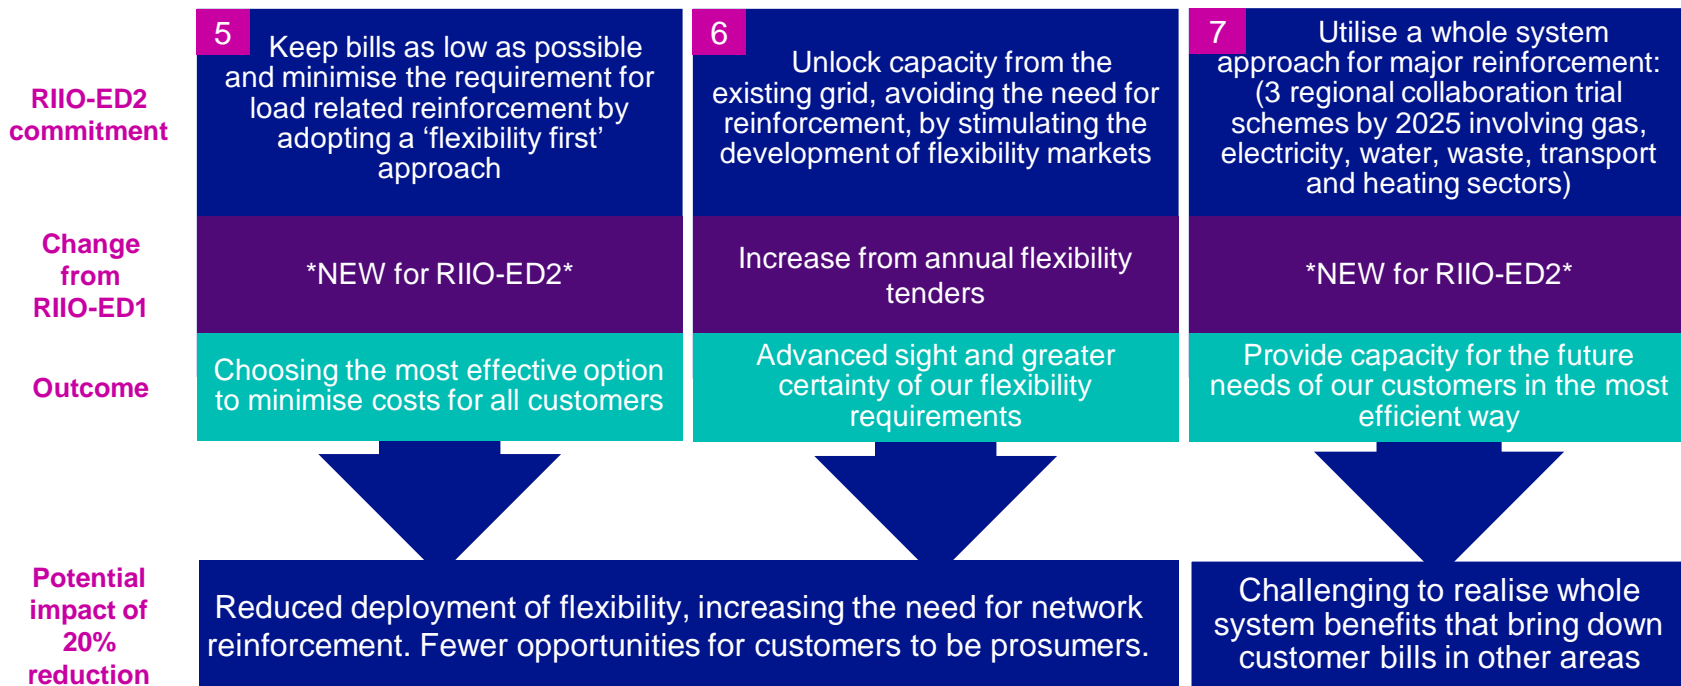 RIIO-ED2
commitment
5
Keep bills as low as possible
and minimise the requirement for
load related reinforcement by
adopting a ‘flexibility first’
approach
6
Unlock capacity from the
existing grid, avoiding the need for
reinforcement, by stimulating the
development of flexibility markets
7
Utilise a whole system
approach for major reinforcement:
(3 regional collaboration trial
schemes by 2025 involving gas,
electricity, water, waste, transport
and heating sectors)
Change
from
RIIO-ED1
*NEW for RIIO-ED2*
Increase from annual flexibility
tenders
*NEW for RIIO-ED2*
Outcome
Choosing the most effective option
to minimise costs for all customers
Advanced sight and greater
certainty of our flexibility
requirements
Provide capacity for the future
needs of our customers in the most
efficient way
Potential
impact of
20%
reduction
Reduced deployment of flexibility, increasing the need for network
reinforcement. Fewer opportunities for customers to be prosumers.
Challenging to realise whole
system benefits that bring down
customer bills in other areas